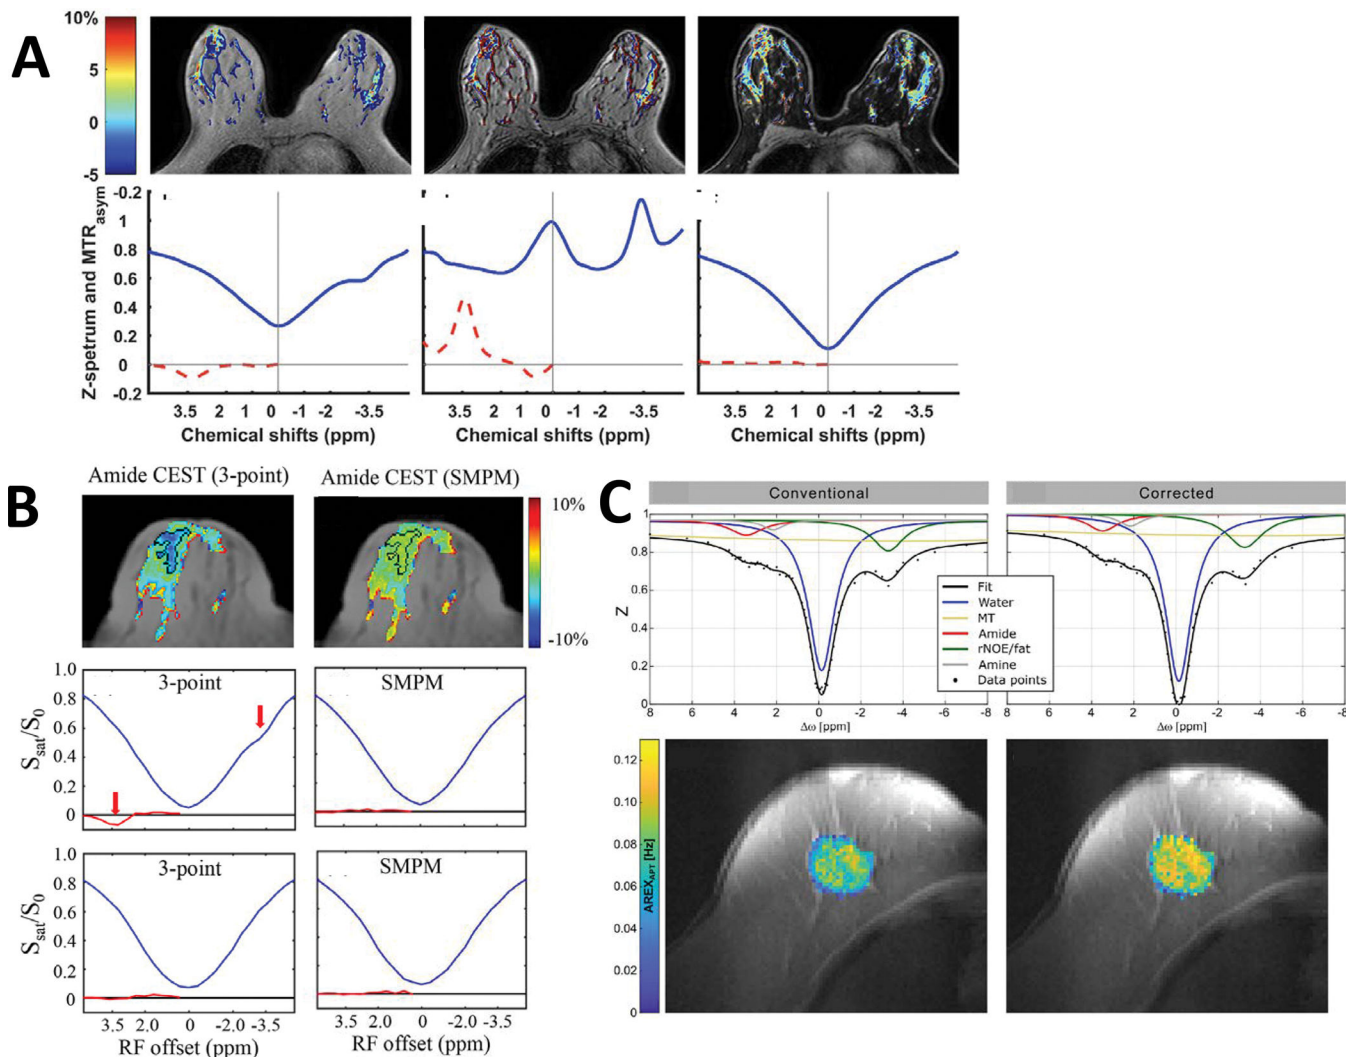 A
10%
5
0
-5
Z-spetrum and MTRasym
-0.2
1
0.8
0.6
0.4
0.2
0
-0.2
3.5 2 1 0 -1 -2 -3.5
3.5 2 1 0 -1 -2 -3.5
3.5 2 1 0 -1 -2 -3.5
Chemical shifts (ppm)
Chemical shifts (ppm)
Chemical shifts (ppm)
B
Amide CEST (3-point)
Amide CEST (SMPM)
10%
-10%
Ssat/S0
1.0
0.8
0.6
0.4
0.2
0
3-point
SMPM
Ssat/S0
1.0
0.8
0.6
0.4
0.2
0
3-point
SMPM
3.5 2.0 0 -2.0 -3.5
3.5 2.0 0 -2.0 -3.5
RF offset (ppm)
RF offset (ppm)
C
Conventional
Corrected
Z
1
0.8
0.6
0.4
0.2
0
Fit
Water
MT
Amide
rNOE/fat
Amine
Data points
8 6 4 2 0 -2 -4 -6 -8
8 6 4 2 0 -2 -4 -6 -8
Δω [ppm]
Δω [ppm]
AREXAPT [Hz]
0.12
0.10
0.08
0.06
0.04
0.02
0